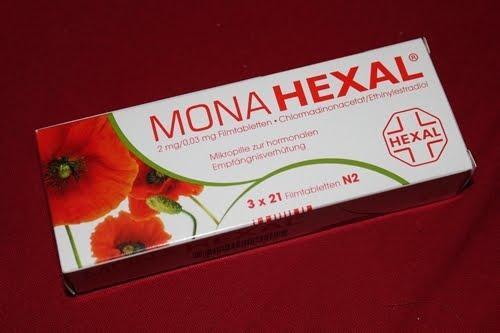 MONA HEXAL®
2 mg/0,03 mg Filmtabletten • Chlormadinonacetat/Ethinylestradiol
Mikropille zur hormonalen
Empfängnisverhütung
HEXAL
3 x 21 Filmtabletten N2